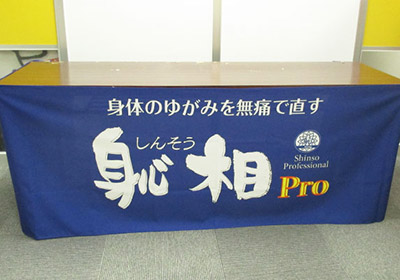 身体のゆがみを無痛で直す
しんそう
身心相
Shinso
Professional
Pro